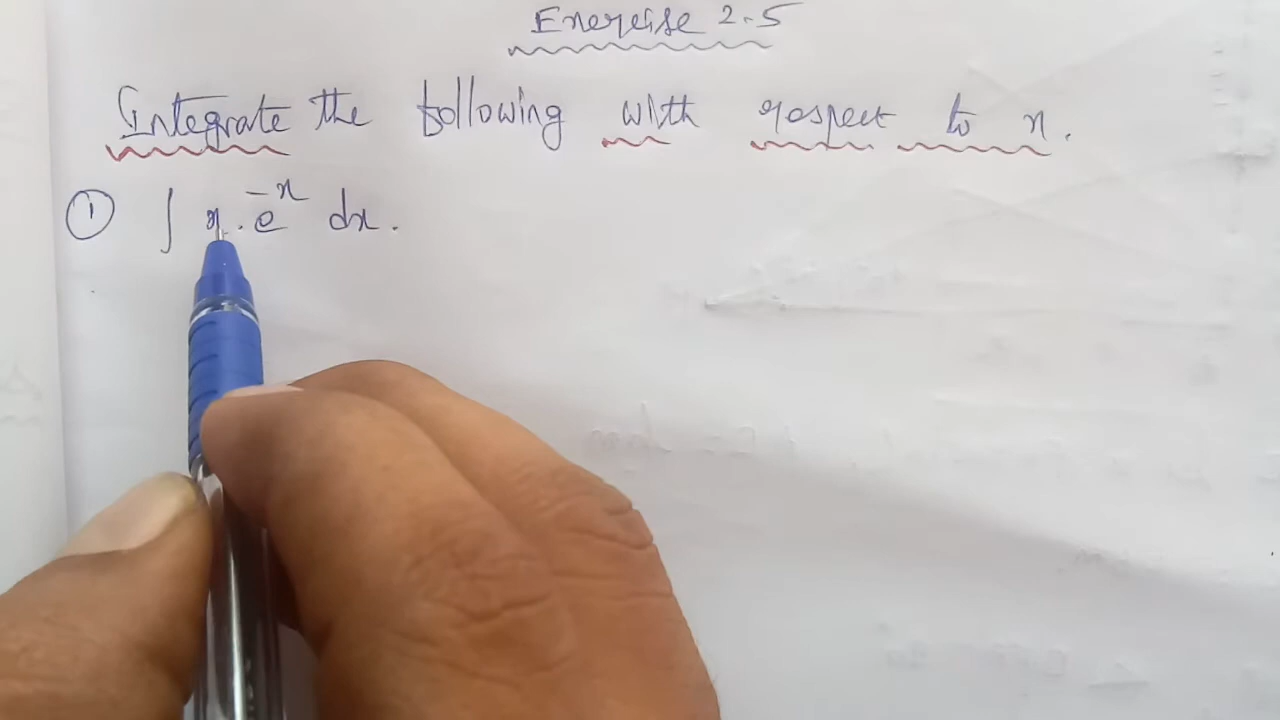 Exercise 2.5
Integrate the following with respect to x.
① ∫ x. e^{-x} dx.